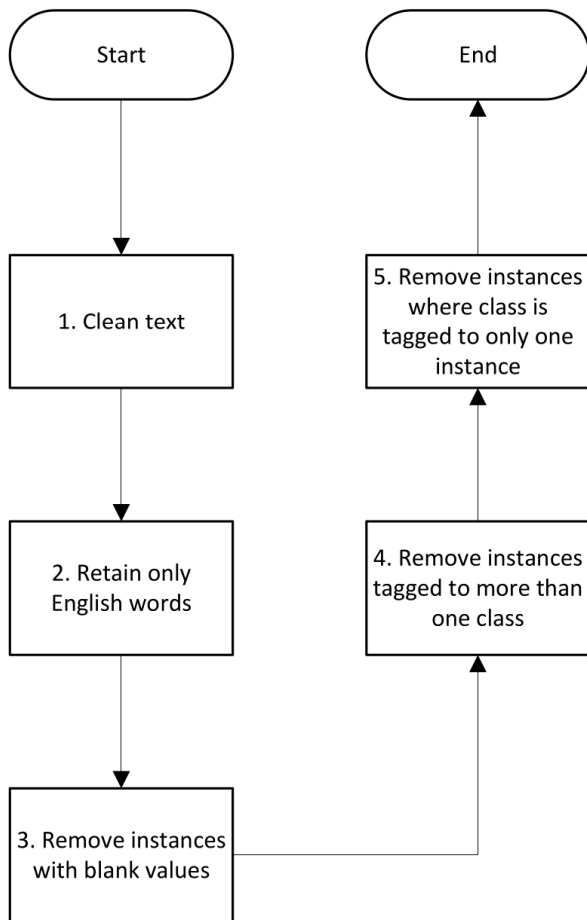 Start
1. Clean text
2. Retain only
English words
3. Remove instances
with blank values
4. Remove instances
tagged to more than
one class
5. Remove instances
where class is
tagged to only one
instance
End